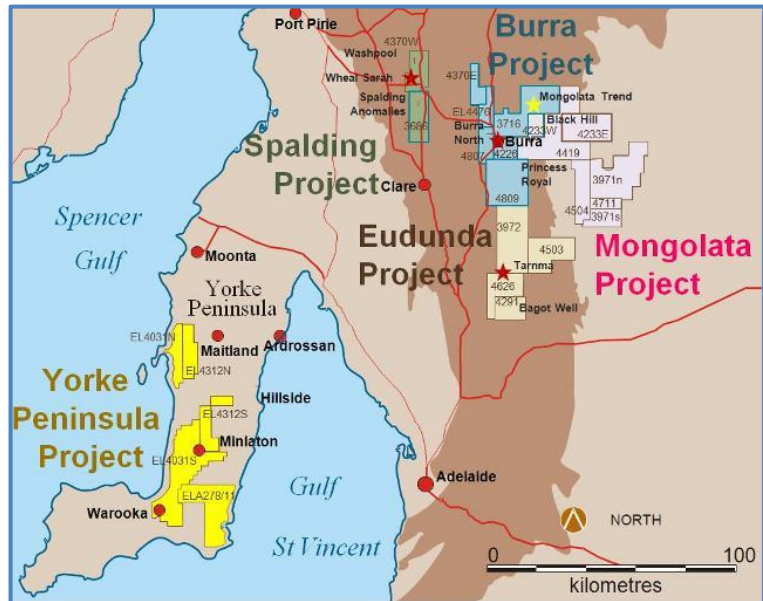 Port Pirie
4370W
Washpool
Wheal Sarah
Spalding
Anomalies
3686
Spalding
Project
Clare
Burra
Project
4370E
EL4476
Mongolata Trend
3716
4233W
Black Hill
4233E
Burra
North
Burra
4807
4226
4419
Princess
Royal
4809
3971n
4711
4504
3971s
Eudunda
Project
3972
4503
Tarnma
4626
4291
Bagot Well
Mongolata
Project
Spencer
Gulf
Moonta
Yorke
Peninsula
EL4031N
Maitland
Ardrossan
EL4312N
Yorke
Peninsula
Project
Hillside
EL4312S
Minlaton
EL4031S
ELA278/11
Warooka
Gulf
St Vincent
Adelaide
NORTH
0 100
kilometres